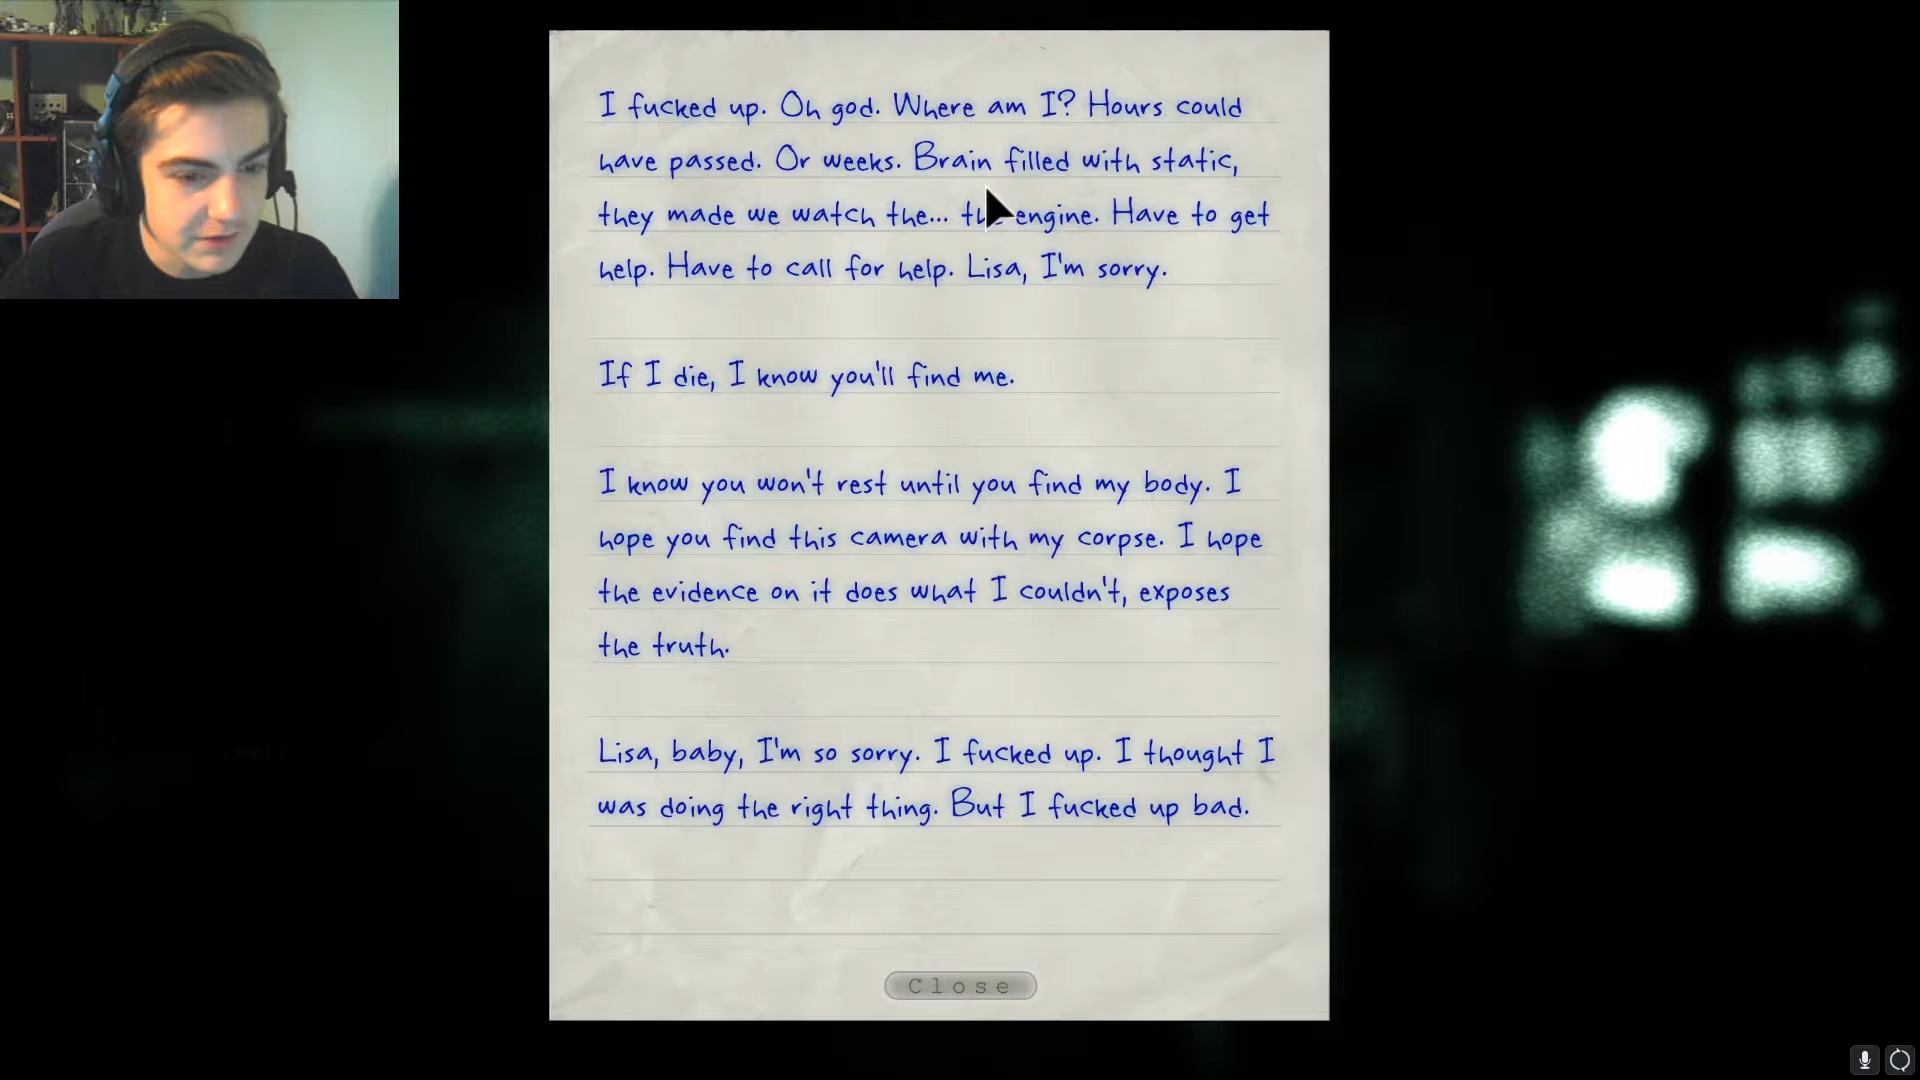 I fucked up. Oh god. Where am I? Hours could
have passed. Or weeks. Brain filled with static,
they made we watch the... the engine. Have to get
help. Have to call for help. Lisa, I'm sorry.
If I die, I know you'll find me.
I know you won't rest until you find my body. I
hope you find this camera with my corpse. I hope
the evidence on it does what I couldn't, exposes
the truth.
Lisa, baby, I'm so sorry. I fucked up. I thought I
was doing the right thing. But I fucked up bad.
Close